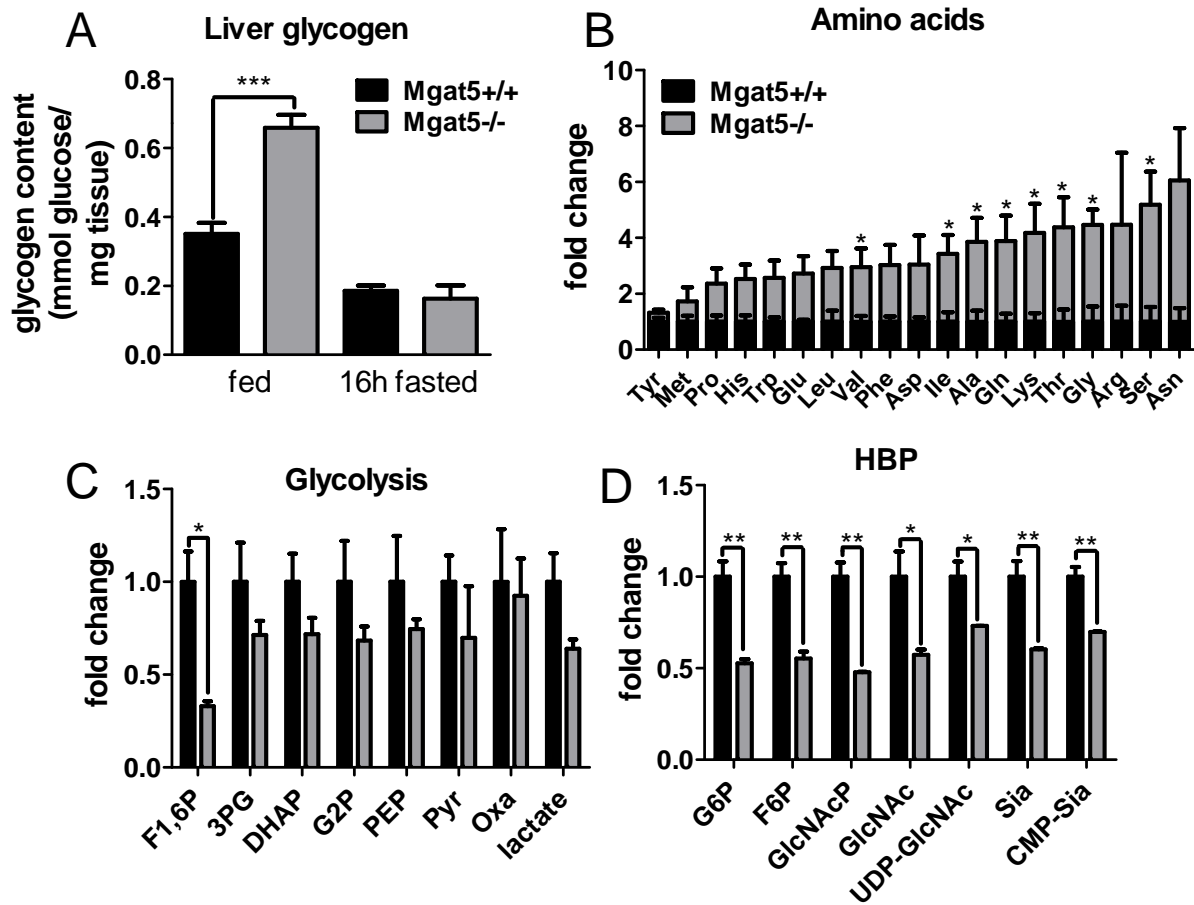 A
Liver glycogen
glycogen content
(mmol glucose/
mg tissue)
0.8
0.6
0.4
0.2
0.0
***
Mgat5+/+
Mgat5-/-
fed
16h fasted
B
Amino acids
fold change
10
8
6
4
2
0
Mgat5+/+
Mgat5-/-
* * * * * * * *
Tyr
Met
Pro
His
Trp
Glu
Leu
Val
Phe
Asp
Ile
Ala
Gln
Lys
Thr
Gly
Arg
Ser
Asn
C
Glycolysis
fold change
1.5
1.0
0.5
0.0
*
F1,6P
3PG
DHAP
G2P
PEP
Pyr
Oxa
lactate
D
HBP
fold change
1.5
1.0
0.5
0.0
** ** ** * * ** **
G6P
F6P
GlcNAcP
GlcNAc
UDP-GlcNAc
Sia
CMP-Sia